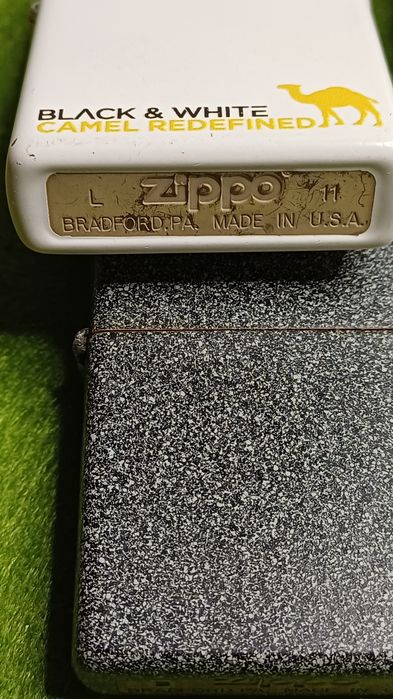 BLACK & WHITE
CAMEL REDEFINED
L zippo 11
BRADFORD,PA. MADE IN U.S.A.